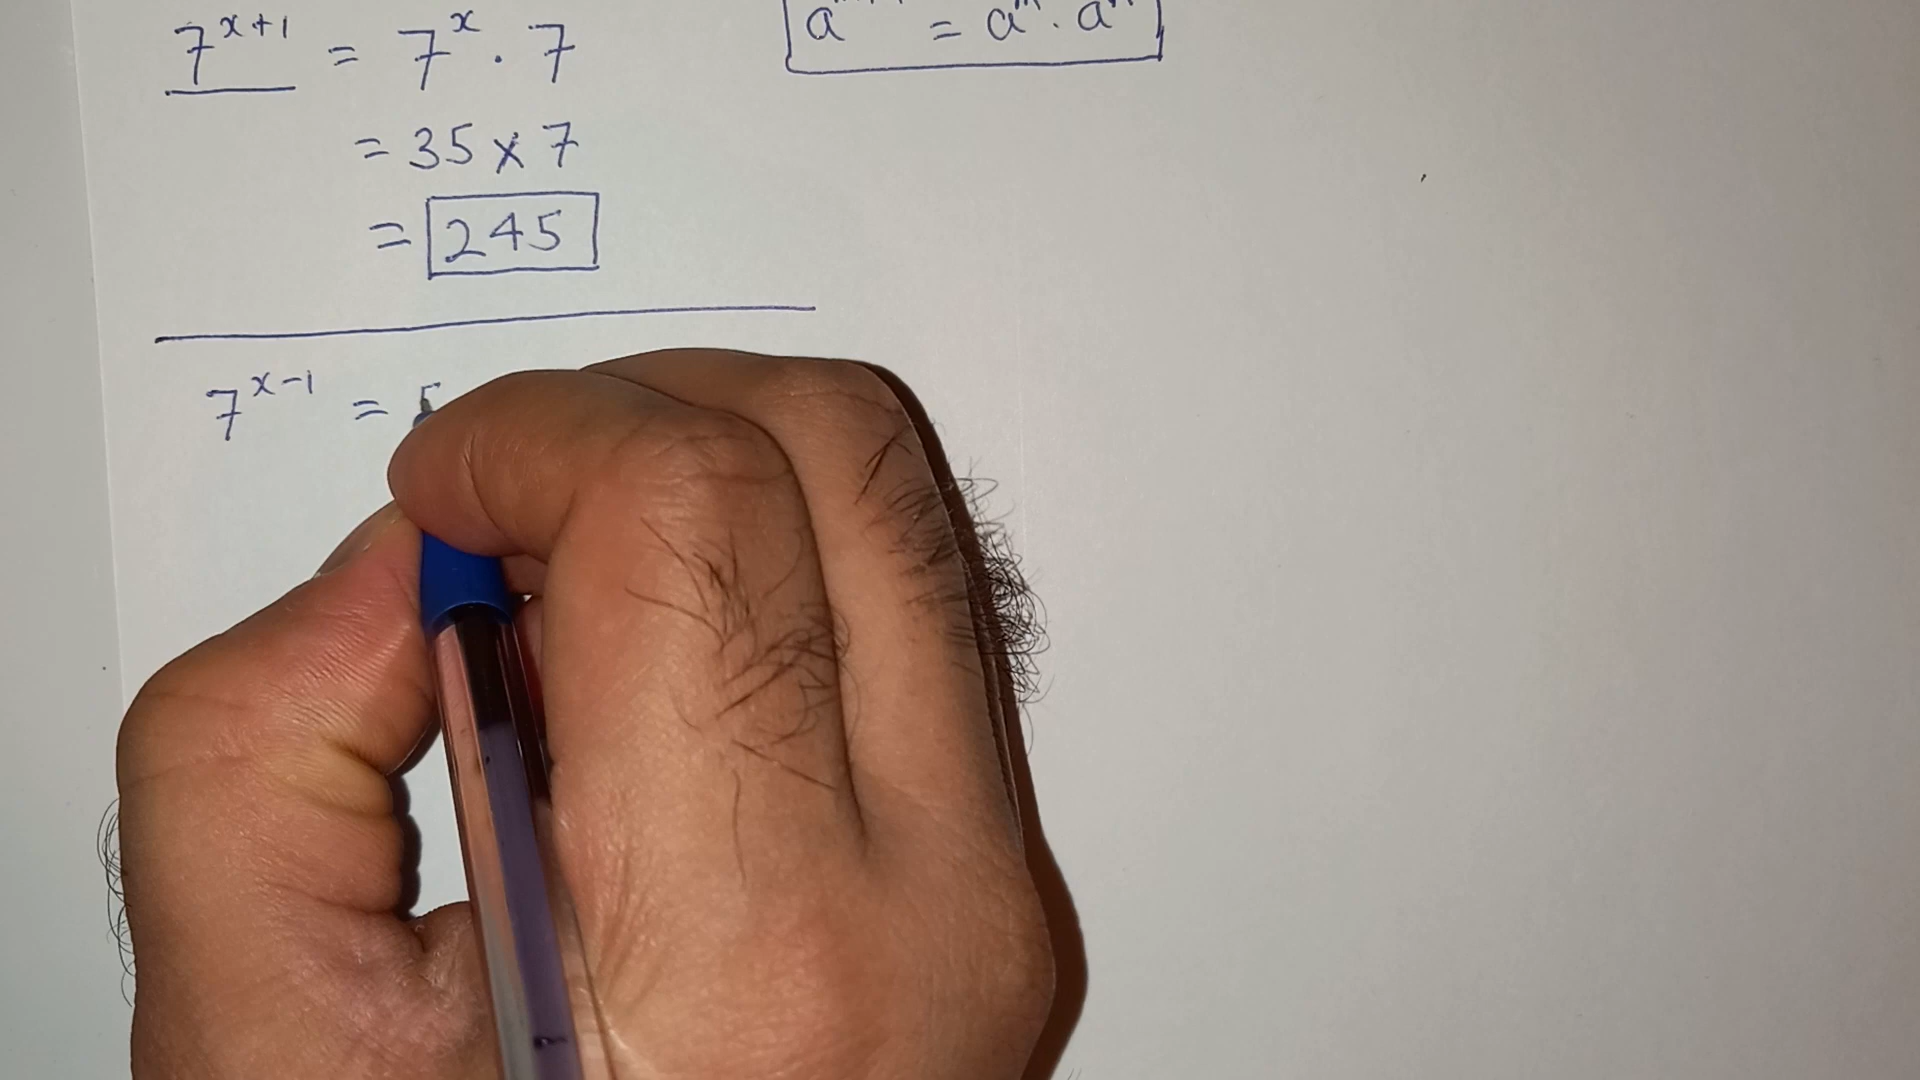 7^{x+1} = 7^x · 7
= 35 × 7
= 245
7^{x-1} =